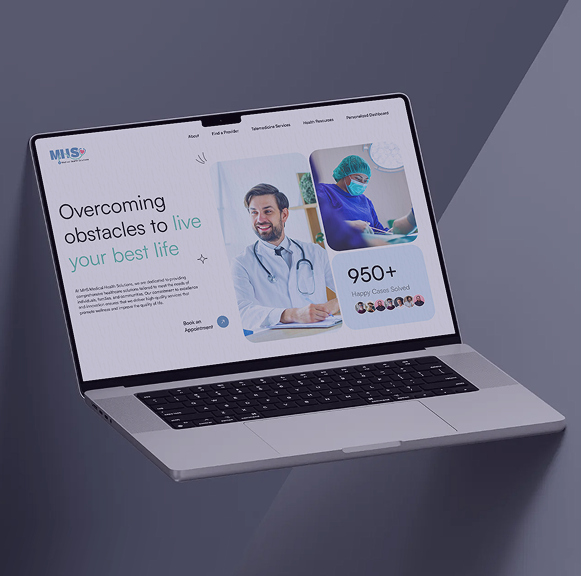 MHS
About
Find a Provider
Telemedicine Services
Health Resources
Personalized Dashboard
Overcoming
obstacles to live
your best life
At MHS Medical Health Solutions, we are dedicated to providing
comprehensive healthcare solutions tailored to meet the needs of
individuals, families, and communities. Our commitment to excellence
and innovation ensures that we deliver high-quality services that
promote wellness and improve the quality of life.
Book an
Appointment
950+
Happy Cases Solved